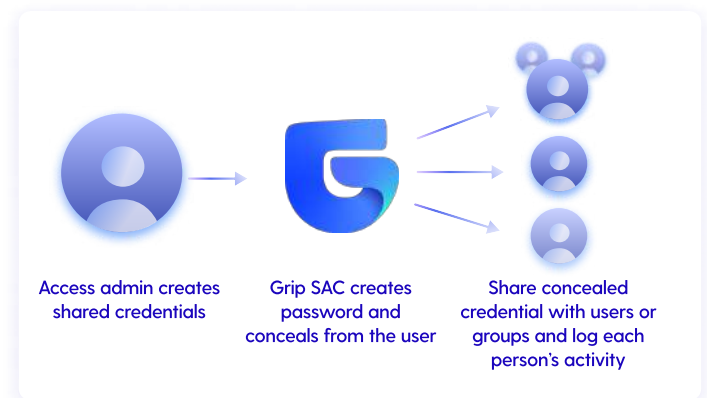 Access admin creates
shared credentials
Grip SAC creates
password and
conceals from the user
Share concealed
credential with users or
groups and log each
person's activity